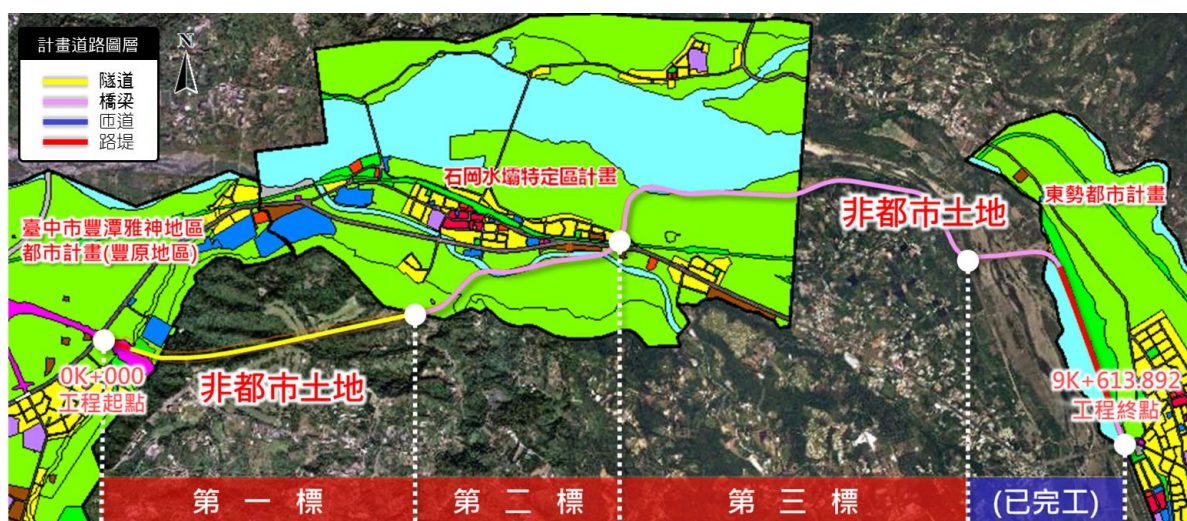 計畫道路圖層
隧道
橋梁
匝道
路堤
N
石岡水壩特定區計畫
臺中市豐潭雅神地區
都市計畫(豐原地區)
非都市土地
東勢都市計畫
0K+000
工程起點
非都市土地
9K+613.892
工程終點
第一標
第二標
第三標
(已完工)